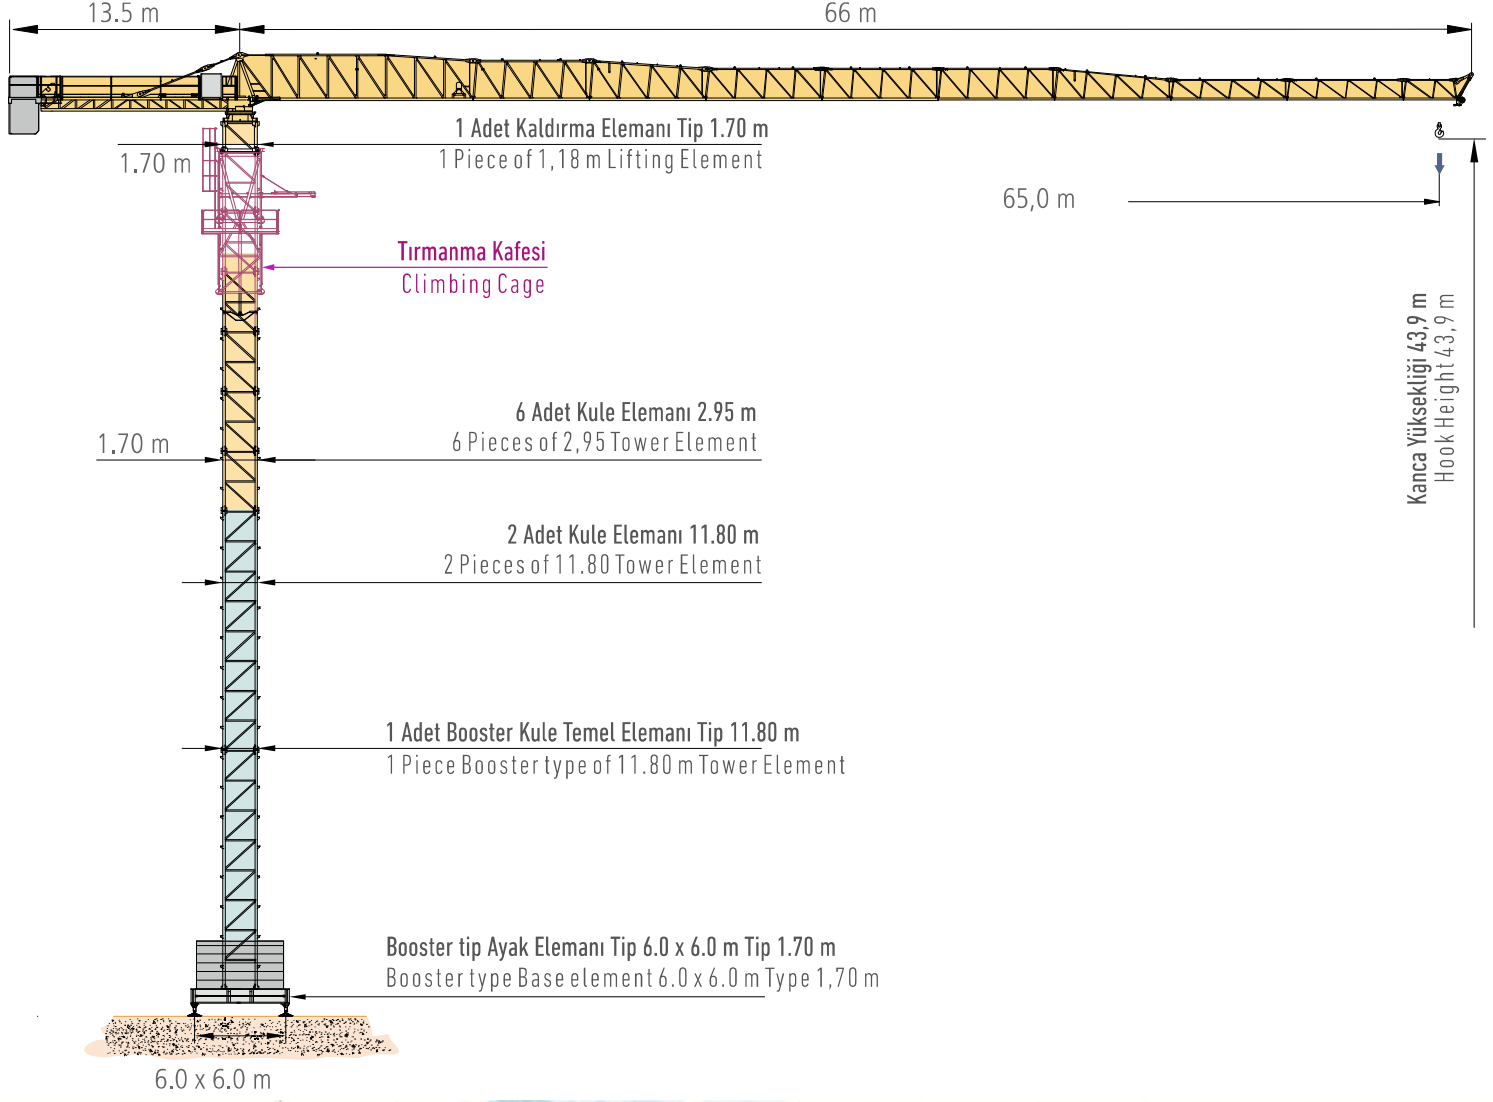 13.5 m
66 m
1 Adet Kaldırma Elemanı Tip 1.70 m
1 Piece of 1,18 m Lifting Element
1.70 m
65,0 m
Tırmanma Kafesi
Climbing Cage
Kanca Yüksekliği 43,9 m
Hook Height 43,9 m
6 Adet Kule Elemanı 2.95 m
6 Pieces of 2,95 Tower Element
1.70 m
2 Adet Kule Elemanı 11.80 m
2 Pieces of 11.80 Tower Element
1 Adet Booster Kule Temel Elemanı Tip 11.80 m
1 Piece Booster type of 11.80 m Tower Element
Booster tip Ayak Elemanı Tip 6.0 x 6.0 m Tip 1.70 m
Booster type Base element 6.0 x 6.0 m Type 1,70 m
6.0 x 6.0 m